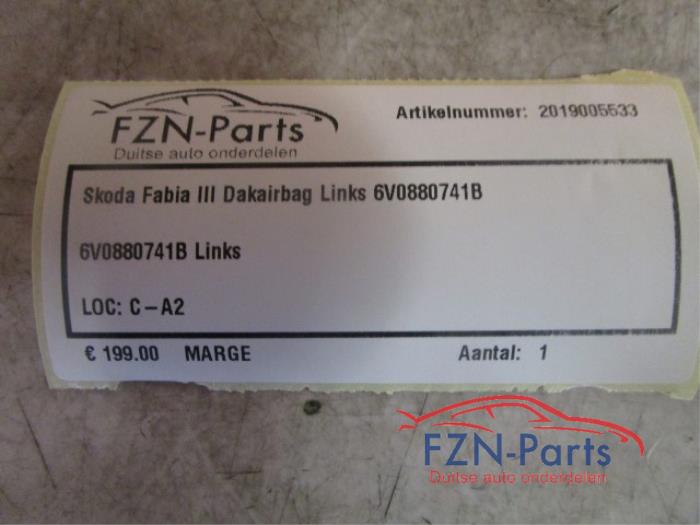 FZN-Parts
Duitse auto onderdelen
Artikelnummer: 2019005533
Skoda Fabia III Dakairbag Links 6V0880741B
6V0880741B Links
LOC: C-A2
€ 199.00 MARGE Aantal: 1
FZN-Parts
Duitse auto onderdelen